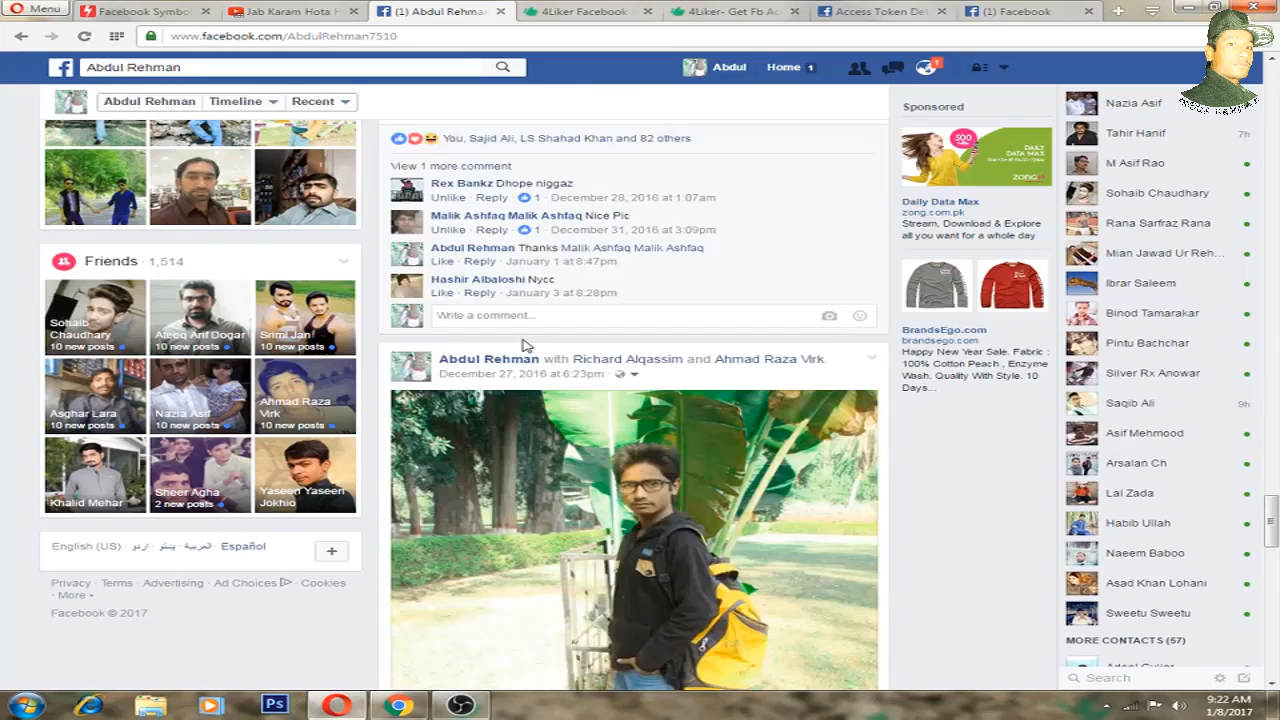 Menu
Facebook Symbo
Jab Karam Hota H
(1) Abdul Rehma
4Liker Facebook
4Liker- Get Fb Ac
Access Token De
(1) Facebook
www.facebook.com/AbdulRehman7510
Abdul Rehman
Abdul
Home 1
1
Abdul Rehman
Timeline
Recent
You, Sajid Ali, LS Shahad Khan and 82 others
View 1 more comment
Rex Bankz Dhope niggaz
Unlike · Reply · 1 · December 28, 2016 at 1:07am
Malik Ashfaq Malik Ashfaq Nice Pic
Unlike · Reply · 1 · December 31, 2016 at 3:09pm
Abdul Rehman Thanks Malik Ashfaq Malik Ashfaq
Like · Reply · January 1 at 8:47pm
Hashir Albaloshi Nycc
Like · Reply · January 3 at 8:28pm
Write a comment...
Abdul Rehman with Richard Alqassim and Ahmad Raza Virk.
December 27, 2016 at 6:23pm ·
Friends · 1,514
Sohaib Chaudhary
10 new posts
Ateeq Arif Dogar
10 new posts
Srimi Jan
10 new posts
Asghar Lara
10 new posts
Nazia Asif
10 new posts
Ahmad Raza Virk
10 new posts
Khalid Mehar
Sheer Agha
2 new posts
Yaseen Yaseen Jokhio
English (US) · اردو · پښتو · العربية · Español
Privacy · Terms · Advertising · Ad Choices · Cookies
· More
Facebook © 2017
Sponsored
500
DAILY
DATA MAX
ZONG
Daily Data Max
zong.com.pk
Stream, Download & Explore
all you want for a whole day
BrandsEgo.com
brandsego.com
Happy New Year Sale. Fabric :
100% Cotton Peach , Enzyme
Wash. Quality With Style. 10
Days...
Nazia Asif
Tahir Hanif 7h
M Asif Rao
Sohaib Chaudhary
Rana Sarfraz Rana
Mian Jawad Ur Reh...
Ibrar Saleem
Binod Tamarakar
Pintu Bachchar
Silver Rx Anowar
Saqib Ali 9h
Asif Mehmood
Arsalan Ch
Lal Zada
Habib Ullah
Naeem Baboo
Asad Khan Lohani
Sweetu Sweetu
MORE CONTACTS (57)
Search
Ps
9:22 AM
1/8/2017